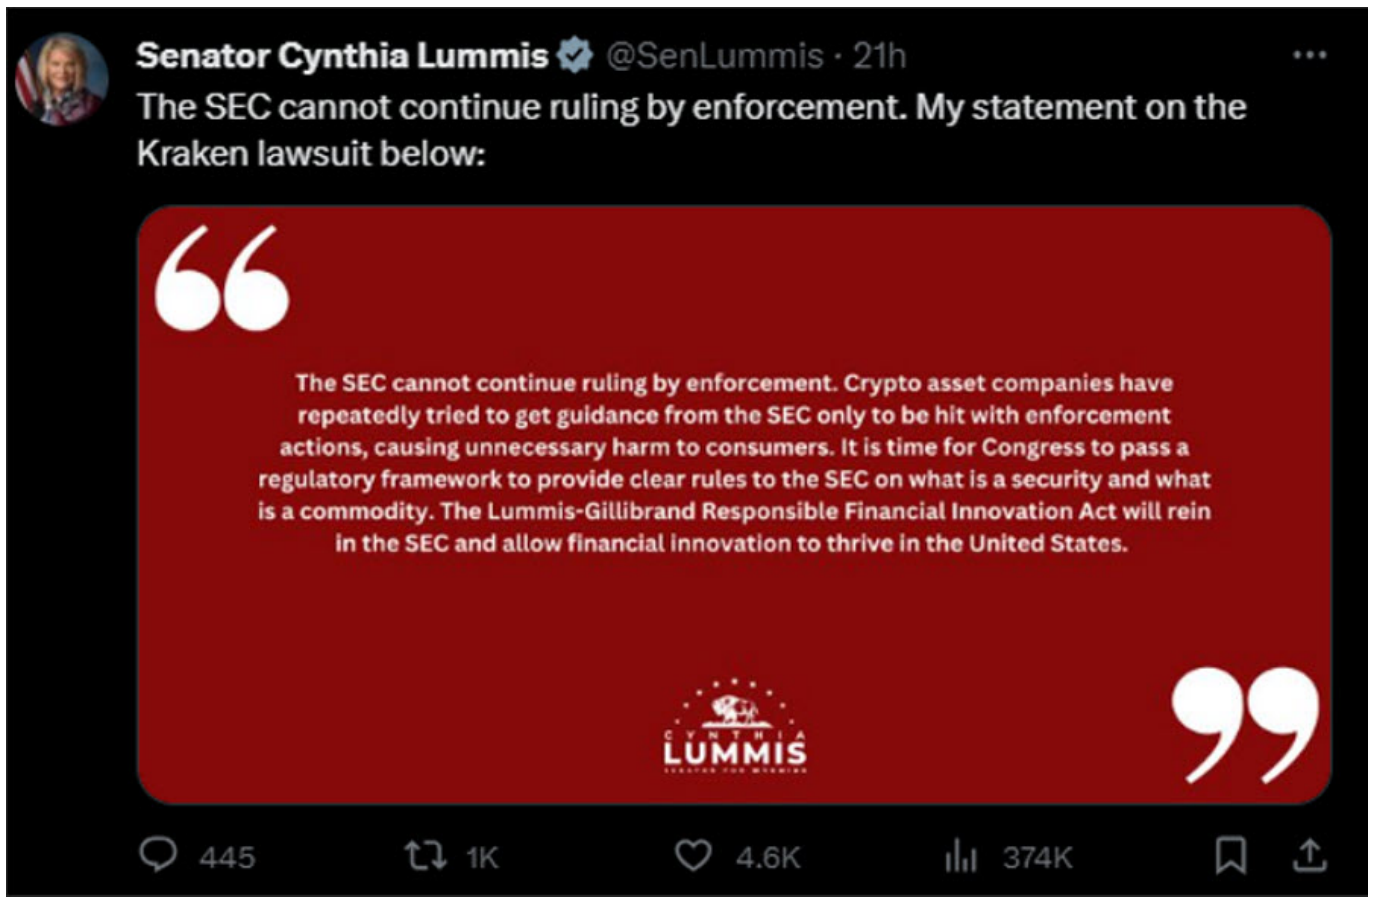 Senator Cynthia Lummis @SenLummis · 21h
The SEC cannot continue ruling by enforcement. My statement on the
Kraken lawsuit below:
“
The SEC cannot continue ruling by enforcement. Crypto asset companies have
repeatedly tried to get guidance from the SEC only to be hit with enforcement
actions, causing unnecessary harm to consumers. It is time for Congress to pass a
regulatory framework to provide clear rules to the SEC on what is a security and what
is a commodity. The Lummis-Gillibrand Responsible Financial Innovation Act will rein
in the SEC and allow financial innovation to thrive in the United States.
CYNTHIA
LUMMIS
”
445 1K 4.6K 374K